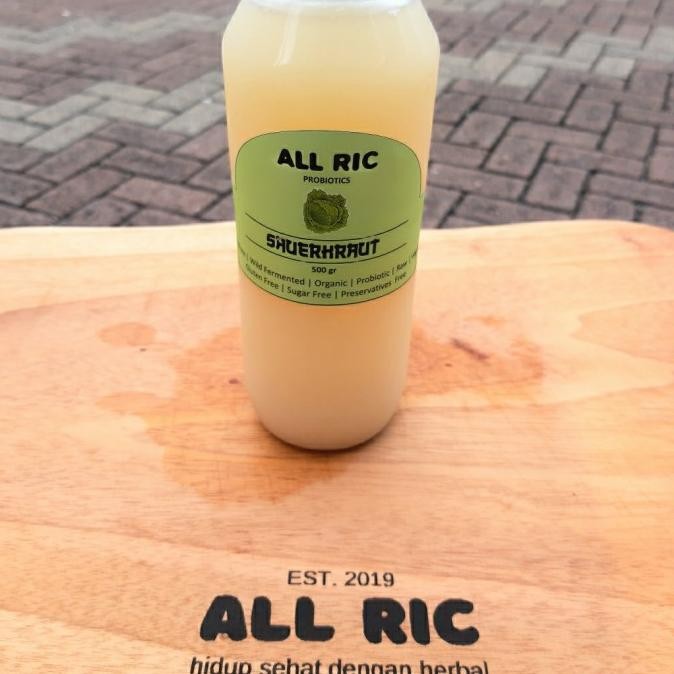 ALL RIC
PROBIOTICS
SAUERKRAUT
500 gr
| Wild Fermented | Organic | Probiotic | Raw |
Gluten Free | Sugar Free | Preservatives Free
EST. 2019
ALL RIC
hidup sehat dengan herbal